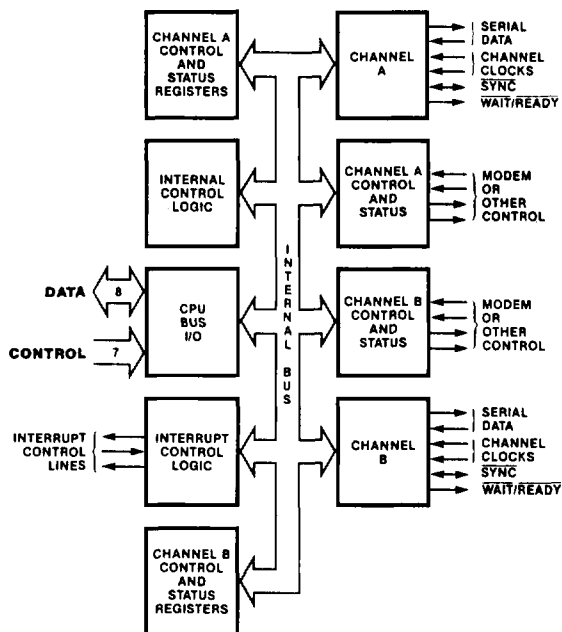 CHANNEL A
CONTROL
AND
STATUS
REGISTERS
CHANNEL
A
SERIAL
DATA
CHANNEL
CLOCKS
SYNC
WAIT/READY
INTERNAL
CONTROL
LOGIC
CHANNEL A
CONTROL
AND
STATUS
MODEM
OR
OTHER
CONTROL
INTERNAL BUS
DATA
8
CONTROL
7
CPU
BUS
I/O
CHANNEL B
CONTROL
AND
STATUS
MODEM
OR
OTHER
CONTROL
INTERRUPT
CONTROL
LINES
INTERRUPT
CONTROL
LOGIC
CHANNEL
B
SERIAL
DATA
CHANNEL
CLOCKS
SYNC
WAIT/READY
CHANNEL B
CONTROL
AND
STATUS
REGISTERS